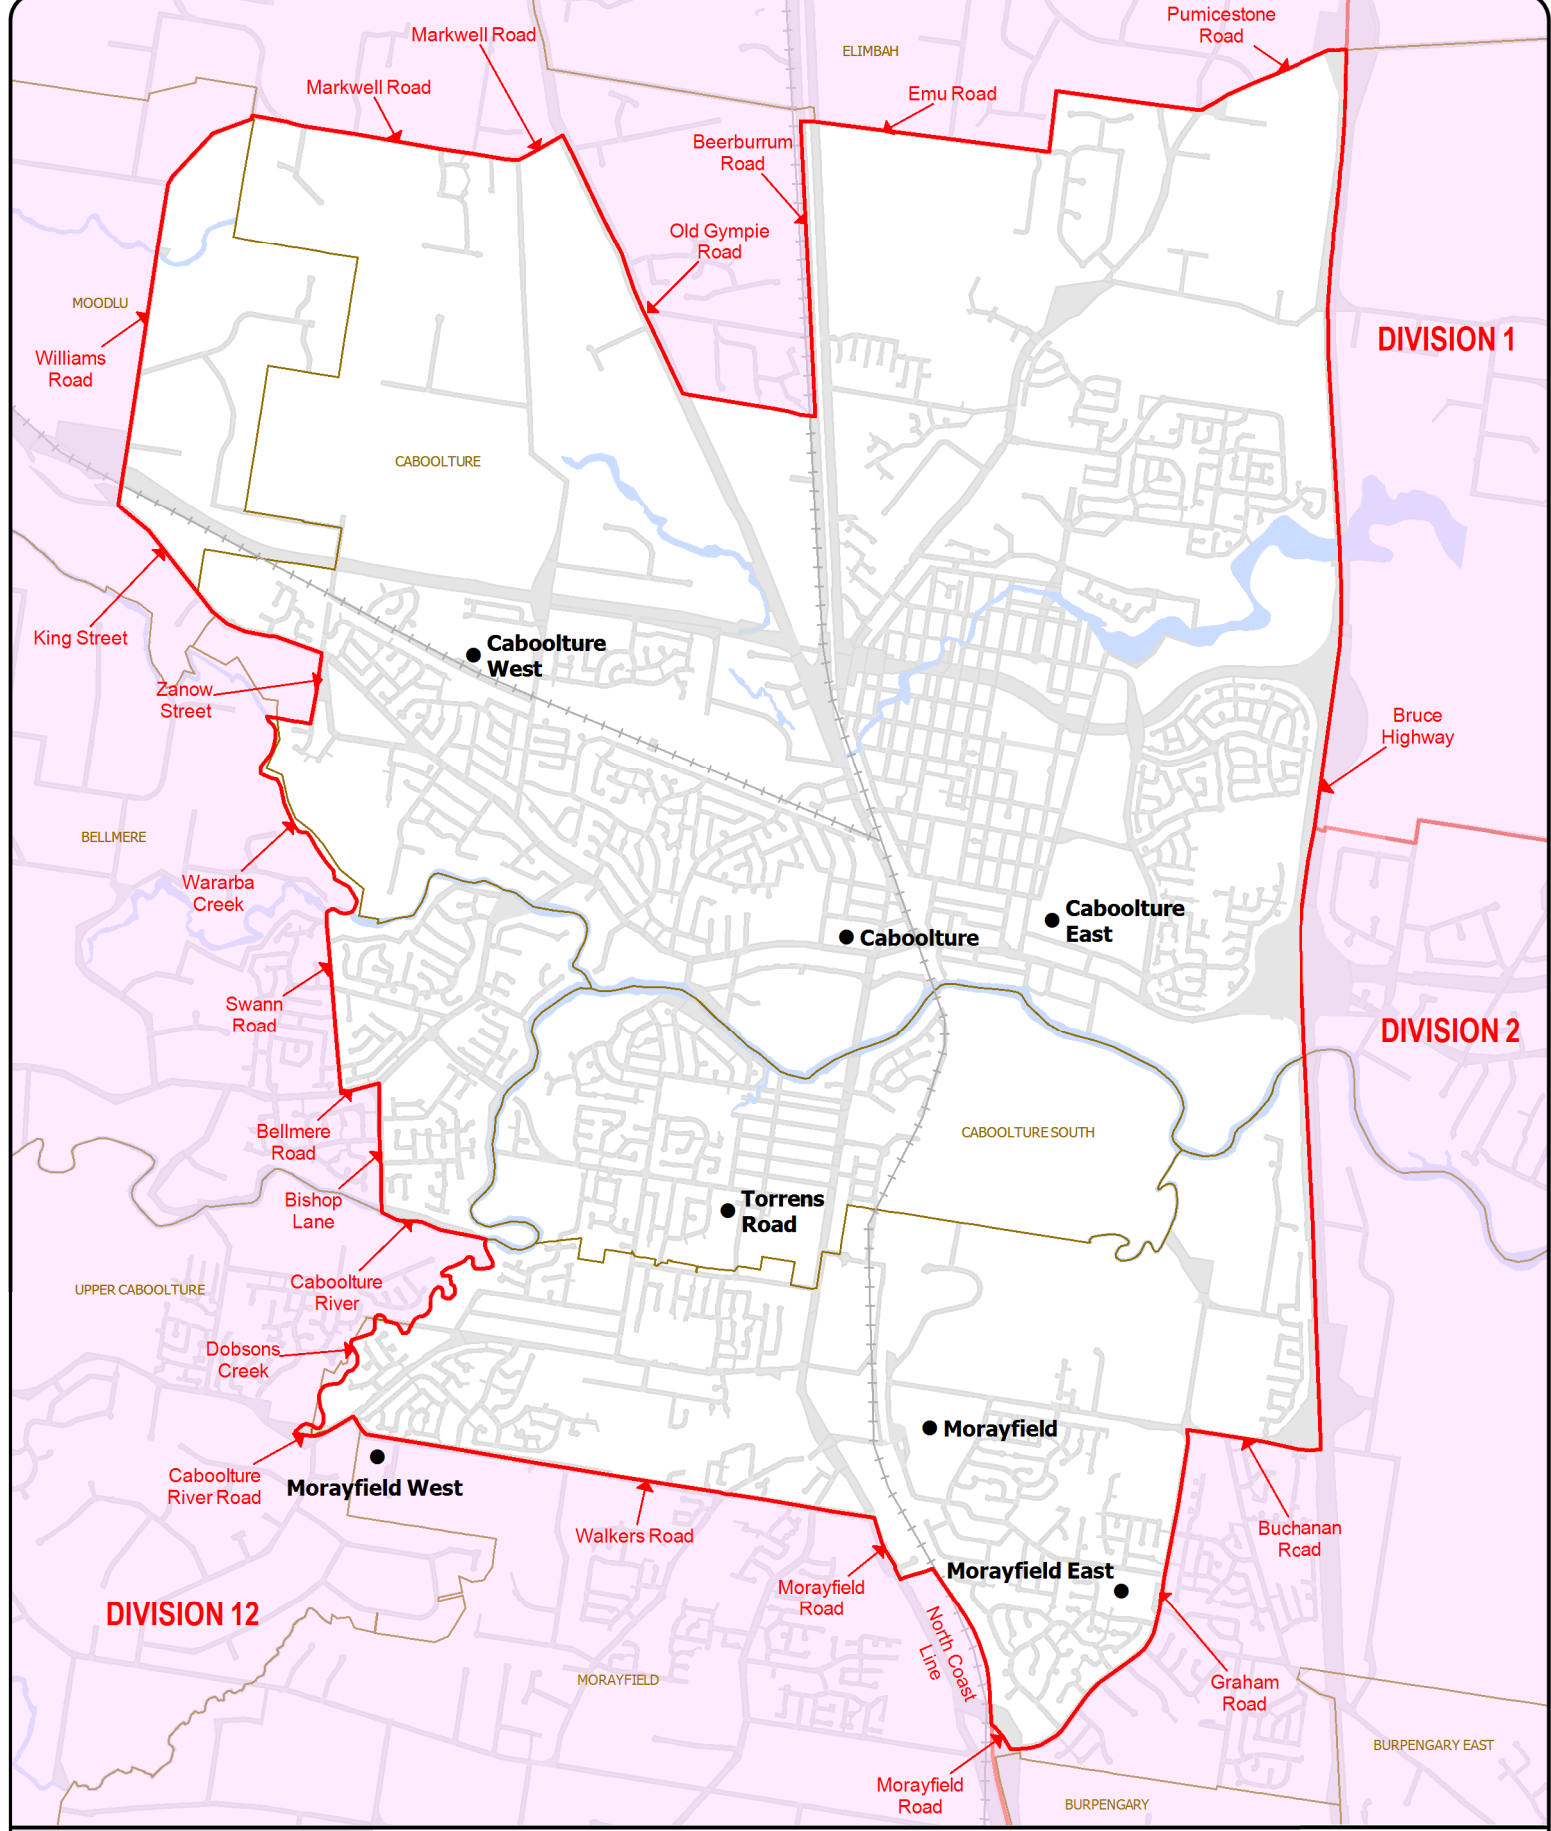 Pumicestone
Road
Markwell Road
ELIMBAH
Markwell Road
Emu Road
Beerburrum
Road
Old Gympie
Road
MOODLU
DIVISION 1
Williams
Road
CABOOLTURE
King Street
Caboolture
West
Zanow
Street
Bruce
Highway
BELLMERE
Wararba
Creek
Caboolture
East
Caboolture
Swann
Road
DIVISION 2
Bellmere
Road
CABOOLTURE SOUTH
Bishop
Lane
Torrens
Road
Caboolture
River
UPPER CABOOLTURE
Dobsons
Creek
Morayfield
Caboolture
River Road
Morayfield West
Walkers Road
Buchanan
Road
Morayfield East
Morayfield
Road
DIVISION 12
North Coast
Line
MORAYFIELD
Graham
Road
BURPENGARY EAST
Morayfield
Road
BURPENGARY